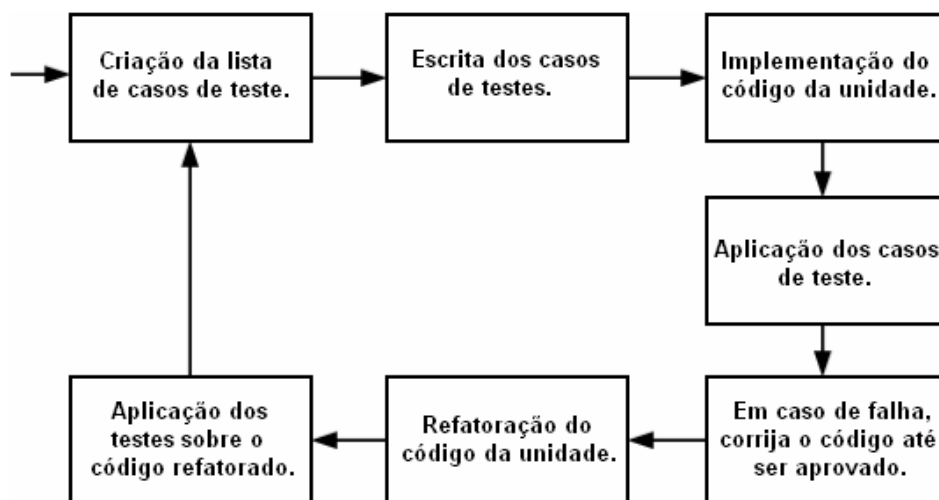 Criação da lista
de casos de teste.
Escrita dos casos
de testes.
Implementação do
código da unidade.
Aplicação dos casos
de teste.
Em caso de falha,
corrija o código até
ser aprovado.
Refatoração do
código da unidade.
Aplicação dos
testes sobre o
código refatorado.